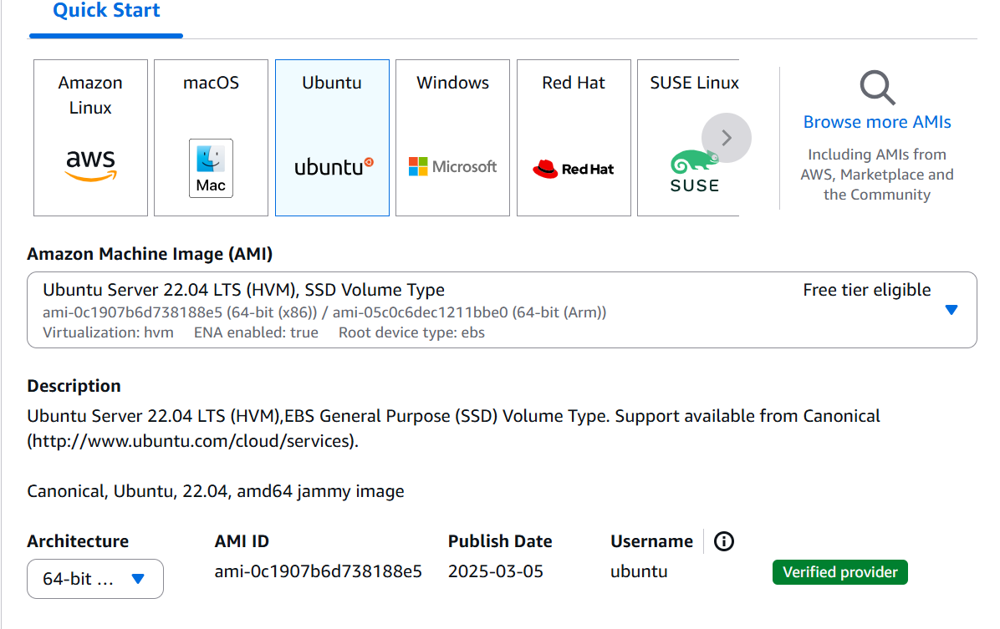 Quick Start
Amazon
Linux
macOS
Ubuntu
Windows
Red Hat
SUSE Linux
aws
Mac
ubuntu
Microsoft
Red Hat
SUSE
Browse more AMIs
Including AMIs from
AWS, Marketplace and
the Community
Amazon Machine Image (AMI)
Ubuntu Server 22.04 LTS (HVM), SSD Volume Type
Free tier eligible
ami-0c1907b6d738188e5 (64-bit (x86)) / ami-05c0c6dec1211bbe0 (64-bit (Arm))
Virtualization: hvm ENA enabled: true Root device type: ebs
Description
Ubuntu Server 22.04 LTS (HVM),EBS General Purpose (SSD) Volume Type. Support available from Canonical
(http://www.ubuntu.com/cloud/services).
Canonical, Ubuntu, 22.04, amd64 jammy image
Architecture AMI ID Publish Date Username
64-bit ... ami-0c1907b6d738188e5 2025-03-05 ubuntu Verified provider